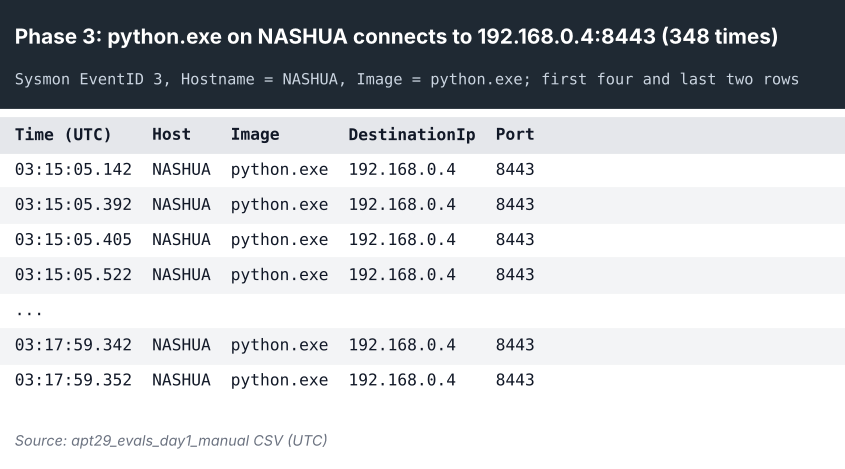 Phase 3: python.exe on NASHUA connects to 192.168.0.4:8443 (348 times)
Sysmon EventID 3, Hostname = NASHUA, Image = python.exe; first four and last two rows
Time (UTC) Host Image DestinationIp Port
03:15:05.142 NASHUA python.exe 192.168.0.4 8443
03:15:05.392 NASHUA python.exe 192.168.0.4 8443
03:15:05.405 NASHUA python.exe 192.168.0.4 8443
03:15:05.522 NASHUA python.exe 192.168.0.4 8443
...
03:17:59.342 NASHUA python.exe 192.168.0.4 8443
03:17:59.352 NASHUA python.exe 192.168.0.4 8443
Source: apt29_evals_day1_manual CSV (UTC)